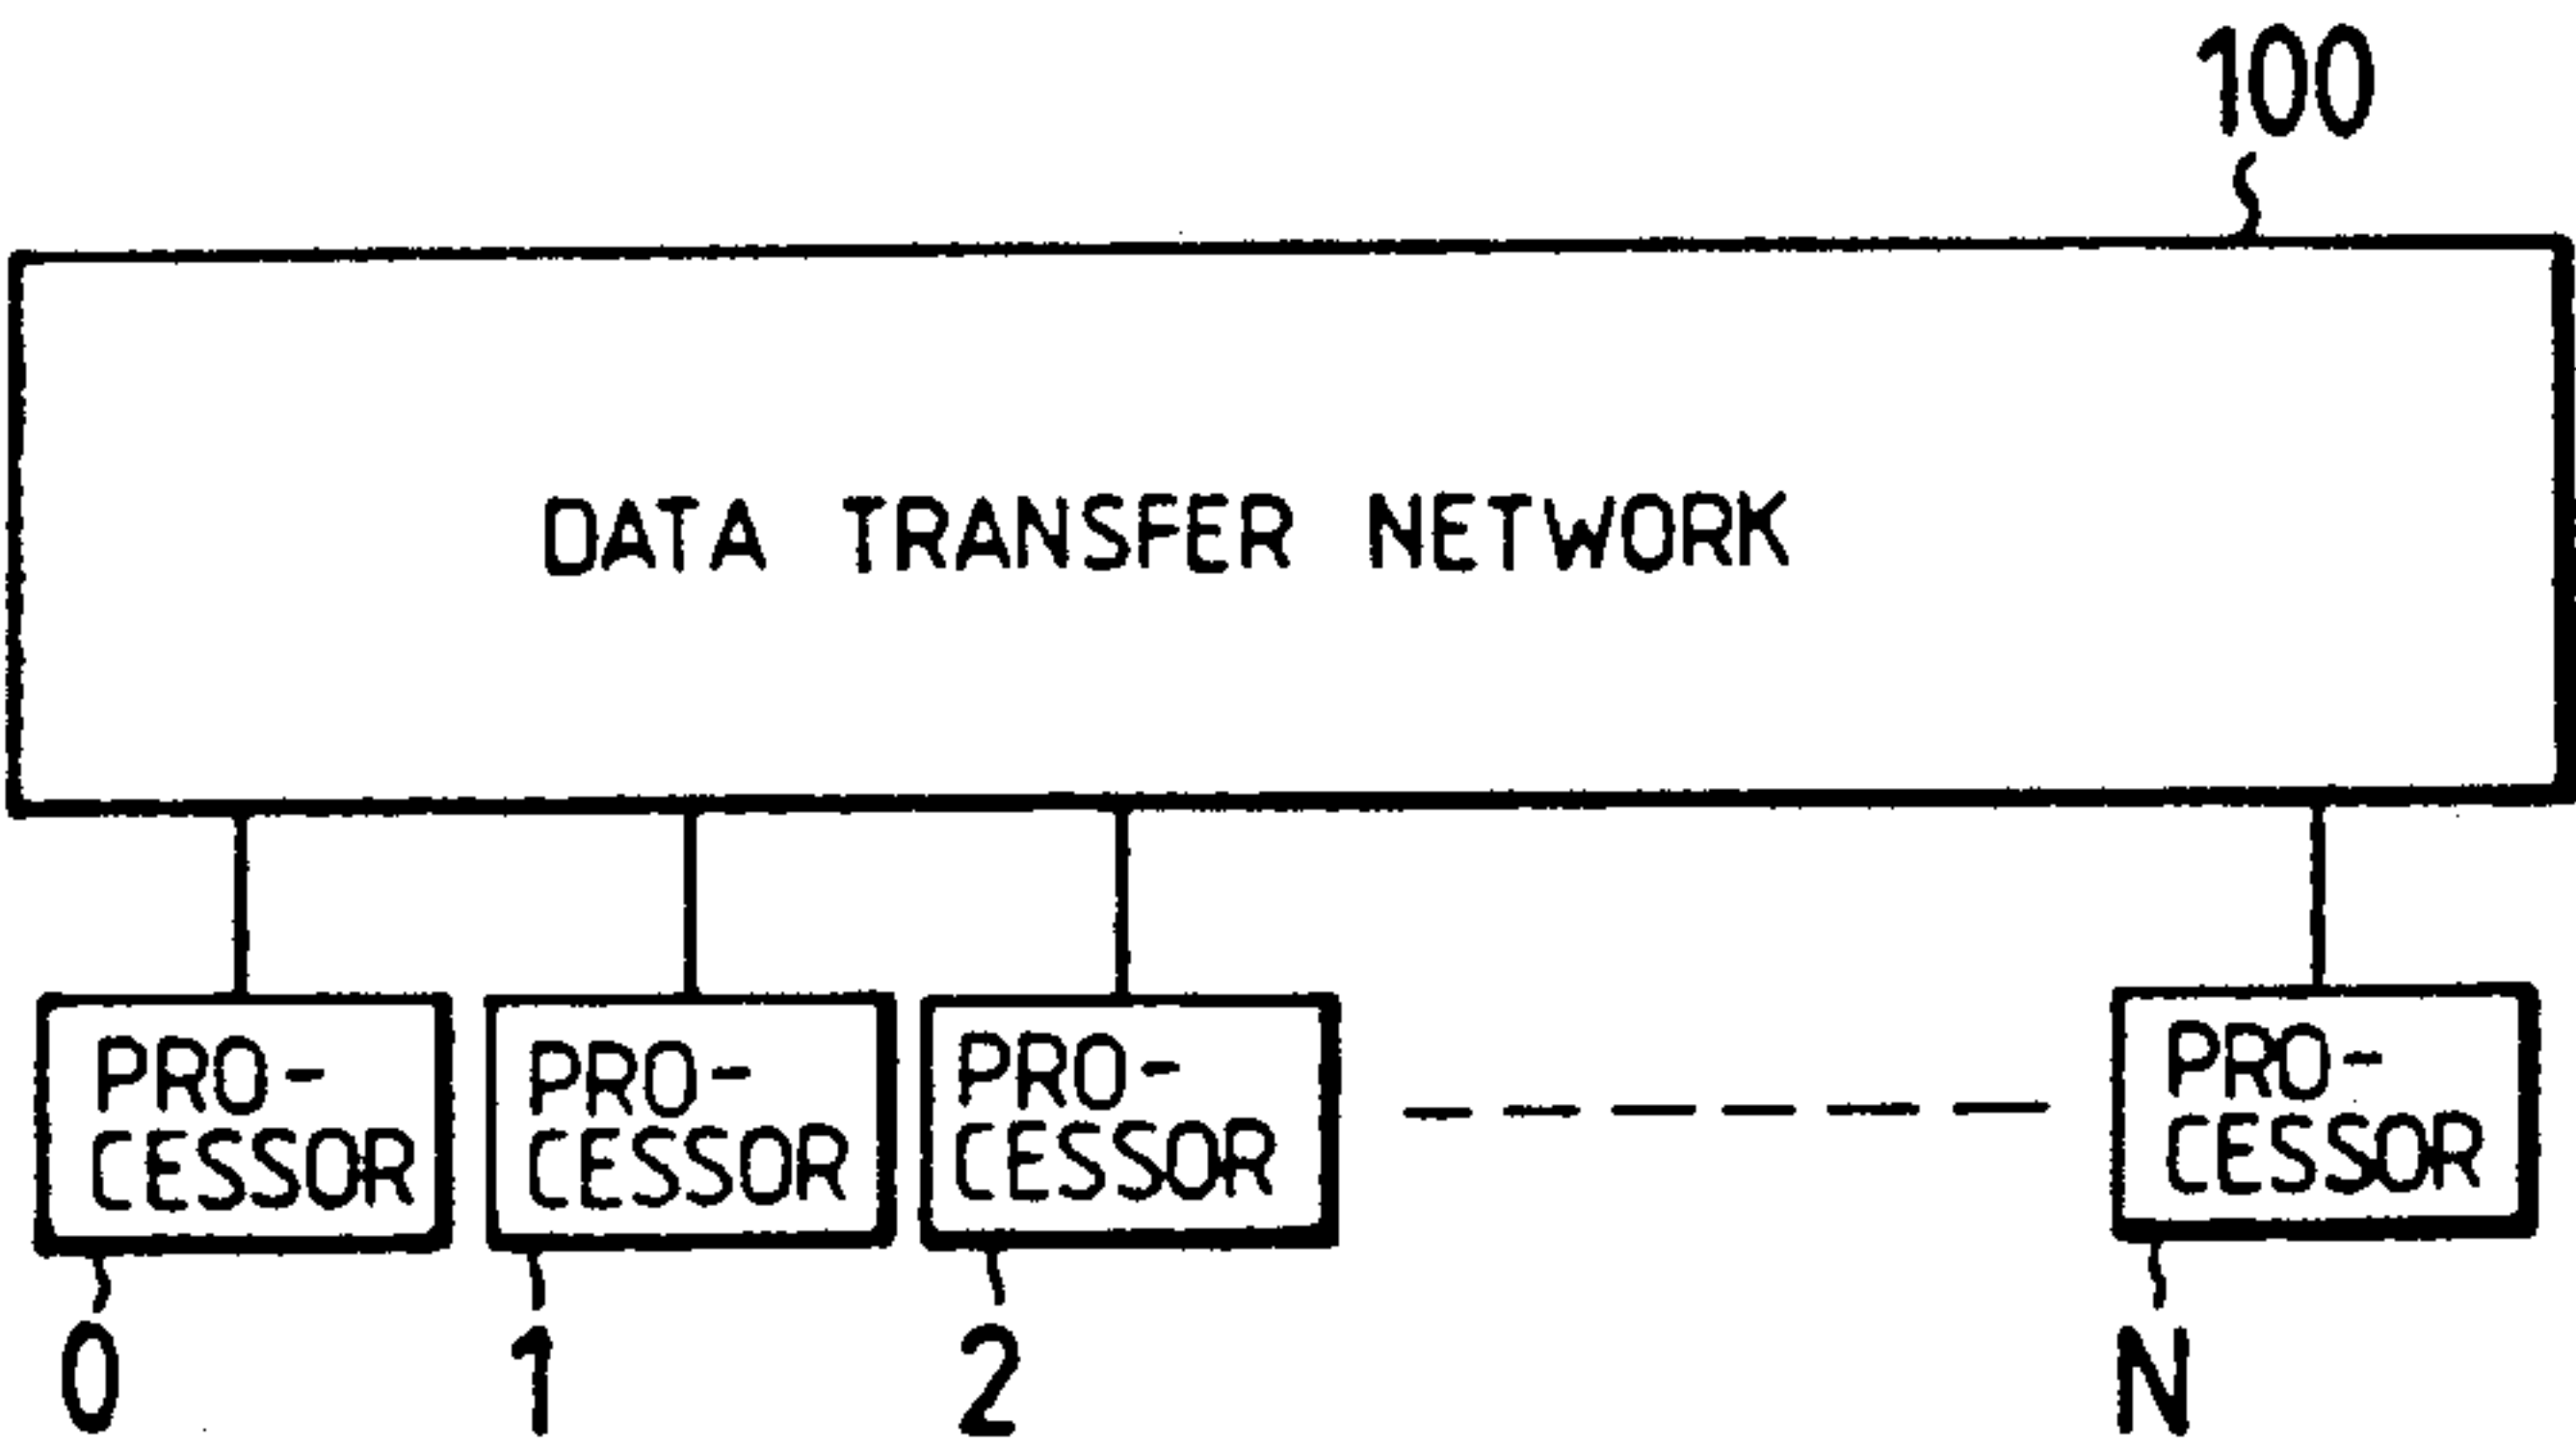 100
DATA TRANSFER NETWORK
PRO-
CESSOR
PRO-
CESSOR
PRO-
CESSOR
PRO-
CESSOR
0
1
2
N